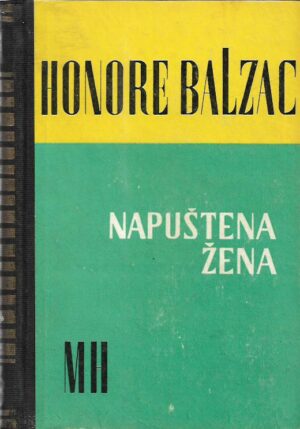 HONORE BALZAC
NAPUŠTENA
ŽENA
MH